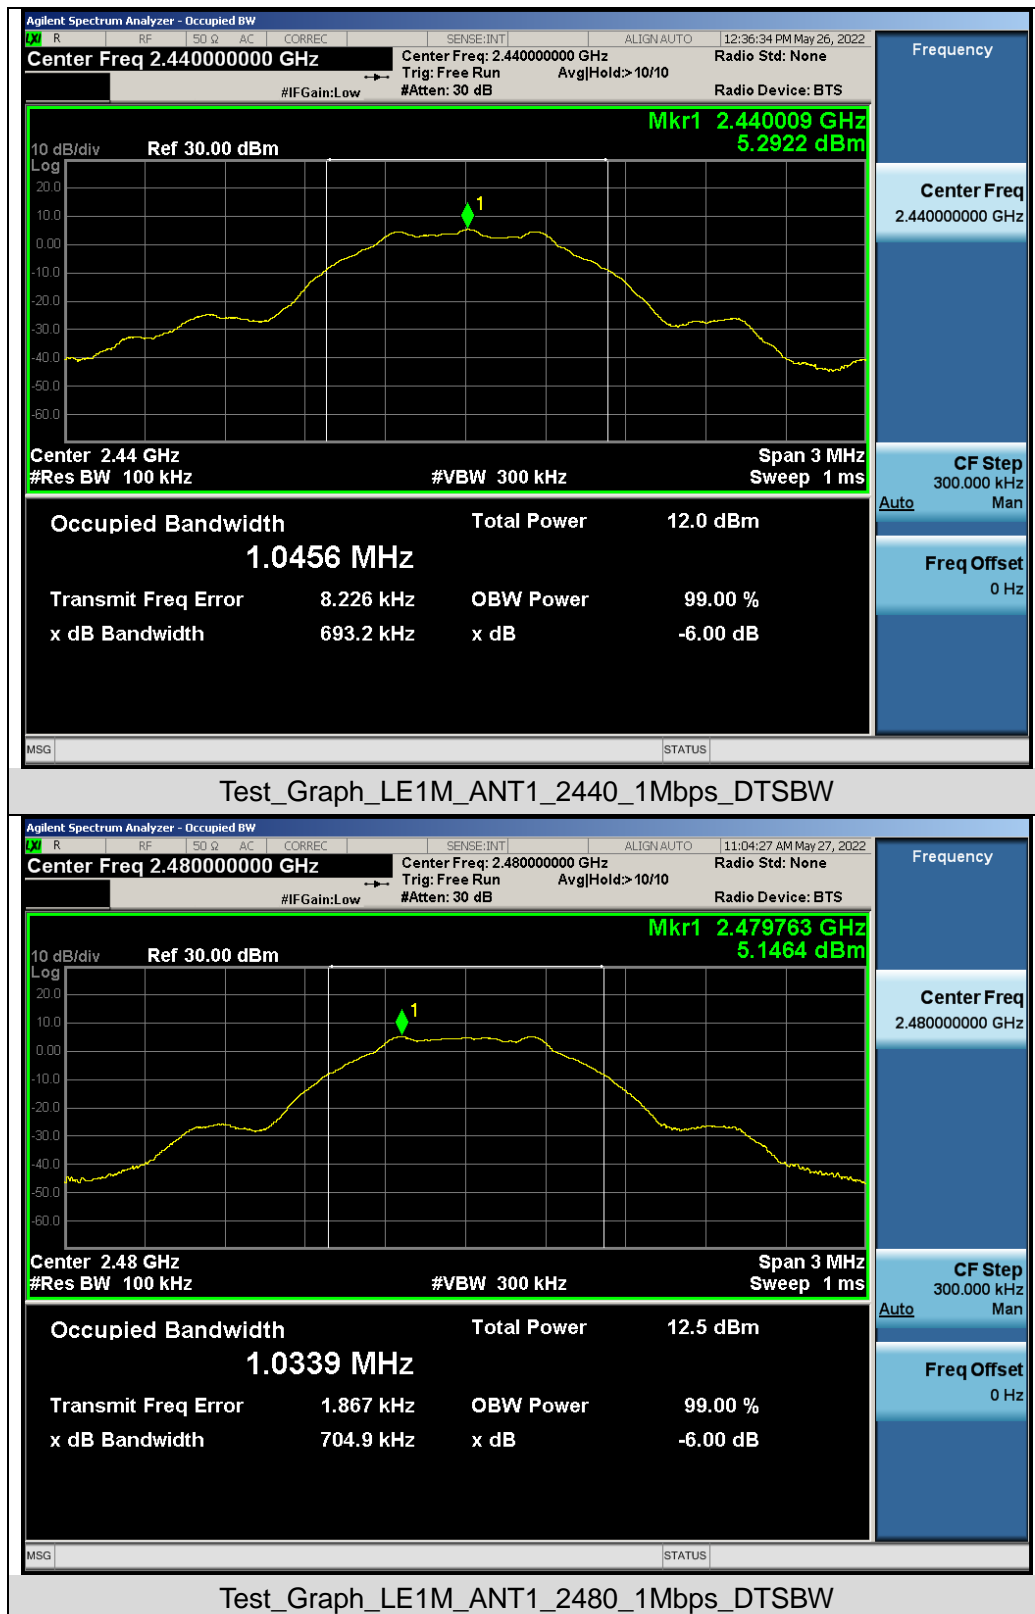 Agilent Spectrum Analyzer - Occupied BW
LXI R RF 50 Ω AC CORREC SENSE:INT ALIGN AUTO 12:36:34 PM May 26, 2022
Center Freq 2.440000000 GHz Center Freq: 2.440000000 GHz Radio Std: None Frequency
Trig: Free Run Avg|Hold:> 10/10
#IFGain:Low #Atten: 30 dB Radio Device: BTS
Mkr1 2.440009 GHz
10 dB/div Ref 30.00 dBm 5.2922 dBm
Log
20.0
10.0
0.00
-10.0
-20.0
-30.0
-40.0
-50.0
-60.0
1
Center Freq
2.440000000 GHz
Center 2.44 GHz Span 3 MHz
#Res BW 100 kHz #VBW 300 kHz Sweep 1 ms
CF Step
300.000 kHz
Auto Man
Occupied Bandwidth Total Power 12.0 dBm
1.0456 MHz
Freq Offset
0 Hz
Transmit Freq Error 8.226 kHz OBW Power 99.00 %
x dB Bandwidth 693.2 kHz x dB -6.00 dB
MSG STATUS
Test_Graph_LE1M_ANT1_2440_1Mbps_DTSBW
Agilent Spectrum Analyzer - Occupied BW
LXI R RF 50 Ω AC CORREC SENSE:INT ALIGN AUTO 11:04:27 AM May 27, 2022
Center Freq 2.480000000 GHz Center Freq: 2.480000000 GHz Radio Std: None Frequency
Trig: Free Run Avg|Hold:> 10/10
#IFGain:Low #Atten: 30 dB Radio Device: BTS
Mkr1 2.479763 GHz
10 dB/div Ref 30.00 dBm 5.1464 dBm
Log
20.0
10.0
0.00
-10.0
-20.0
-30.0
-40.0
-50.0
-60.0
1
Center Freq
2.480000000 GHz
Center 2.48 GHz Span 3 MHz
#Res BW 100 kHz #VBW 300 kHz Sweep 1 ms
CF Step
300.000 kHz
Auto Man
Occupied Bandwidth Total Power 12.5 dBm
1.0339 MHz
Freq Offset
0 Hz
Transmit Freq Error 1.867 kHz OBW Power 99.00 %
x dB Bandwidth 704.9 kHz x dB -6.00 dB
MSG STATUS
Test_Graph_LE1M_ANT1_2480_1Mbps_DTSBW